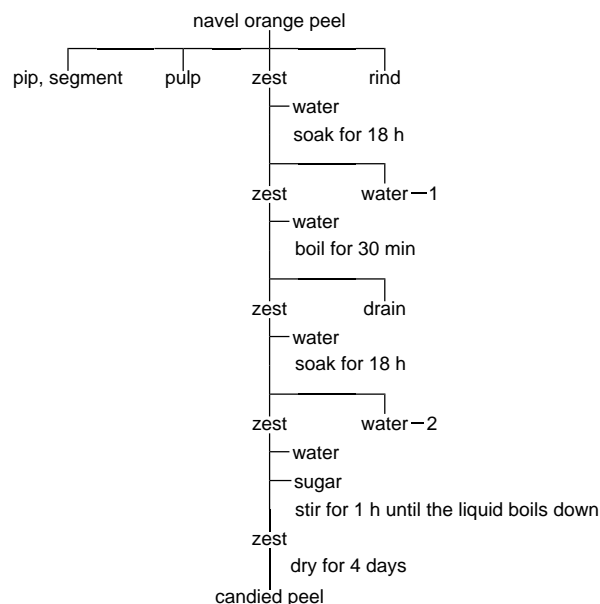 navel orange peel
pip, segment pulp zest rind
water
soak for 18 h
zest water–1
water
boil for 30 min
zest drain
water
soak for 18 h
zest water–2
water
sugar
stir for 1 h until the liquid boils down
zest
dry for 4 days
candied peel